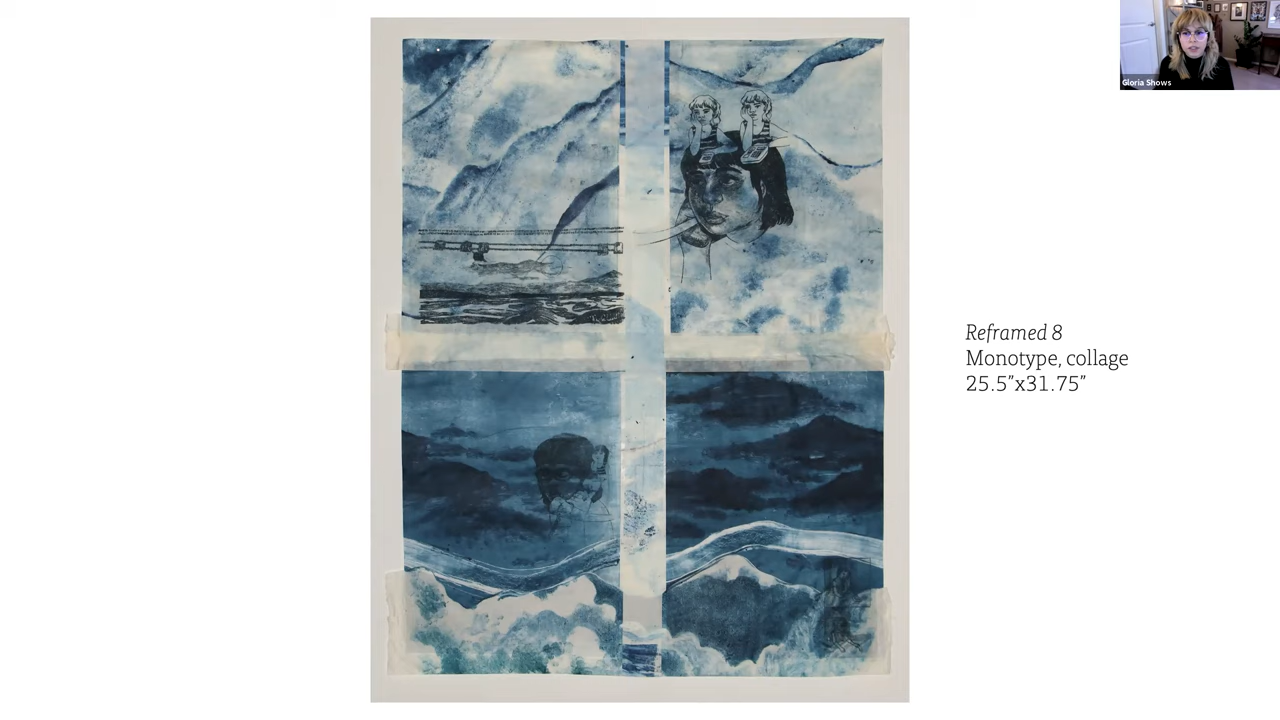 Gloria Shows
Reframed 8
Monotype, collage
25.5”x31.75”